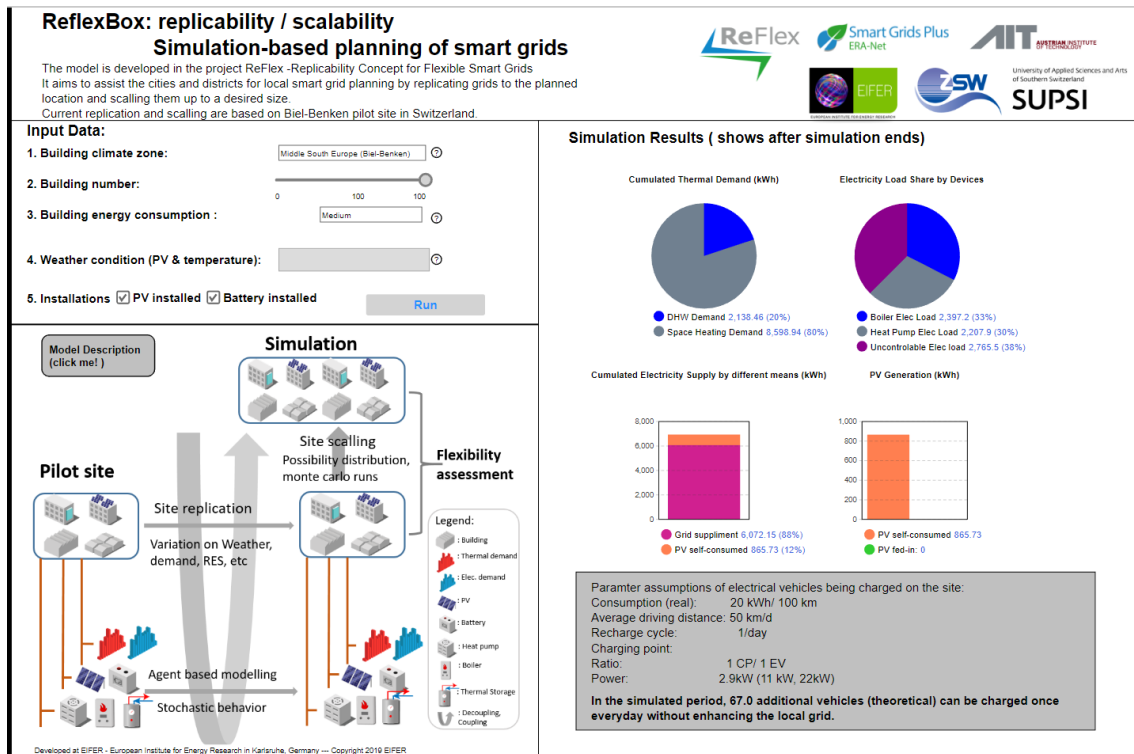 ReflexBox: replicability / scalability
Simulation-based planning of smart grids
The model is developed in the project ReFlex -Replicability Concept for Flexible Smart Grids
It aims to assist the cities and districts for local smart grid planning by replicating grids to the planned
location and scalling them up to a desired size.
Current replication and scalling are based on Biel-Benken pilot site in Switzerland.
ReFlex
Smart Grids Plus
ERA-Net
AIT AUSTRIAN INSTITUTE
OF TECHNOLOGY
EIFER
EUROPEAN INSTITUTE FOR ENERGY RESEARCH
ZSW
University of Applied Sciences and Arts
of Southern Switzerland
SUPSI
Input Data:
1. Building climate zone:
Middle South Europe (Biel-Benken)
?
2. Building number:
0 100 100
3. Building energy consumption :
Medium
?
4. Weather condition (PV & temperature):
?
5. Installations
PV installed
Battery installed
Run
Simulation Results ( shows after simulation ends)
Cumulated Thermal Demand (kWh)
DHW Demand 2,138.46 (20%)
Space Heating Demand 8,598.94 (80%)
Electricity Load Share by Devices
Boiler Elec Load 2,397.2 (33%)
Heat Pump Elec Load 2,207.9 (30%)
Uncontrolable Elec load 2,765.5 (38%)
Cumulated Electricity Supply by different means (kWh)
8,000
6,000
4,000
2,000
0
Grid suppliment 6,072.15 (88%)
PV self-consumed 865.73 (12%)
PV Generation (kWh)
1,000
800
600
400
200
0
PV self-consumed 865.73
PV fed-in: 0
Model Description
(click me! )
Simulation
Site scalling
Possibility distribution,
monte carlo runs
Flexibility
assessment
Pilot site
Site replication
Variation on Weather,
demand, RES, etc
Agent based modelling
Stochastic behavior
Legend:
: Building
: Thermal demand
: Elec. demand
: PV
: Battery
: Heat pump
: Boiler
: Thermal Storage
: Decoupling,
Coupling
Paramter assumptions of electrical vehicles being charged on the site:
Consumption (real): 20 kWh/ 100 km
Average driving distance: 50 km/d
Recharge cycle: 1/day
Charging point:
Ratio: 1 CP/ 1 EV
Power: 2.9kW (11 kW, 22kW)
In the simulated period, 67.0 additional vehicles (theoretical) can be charged once
everyday without enhancing the local grid.
Developed at EIFER - European Institute for Energy Research in Karlsruhe, Germany --- Copyright 2019 EIFER